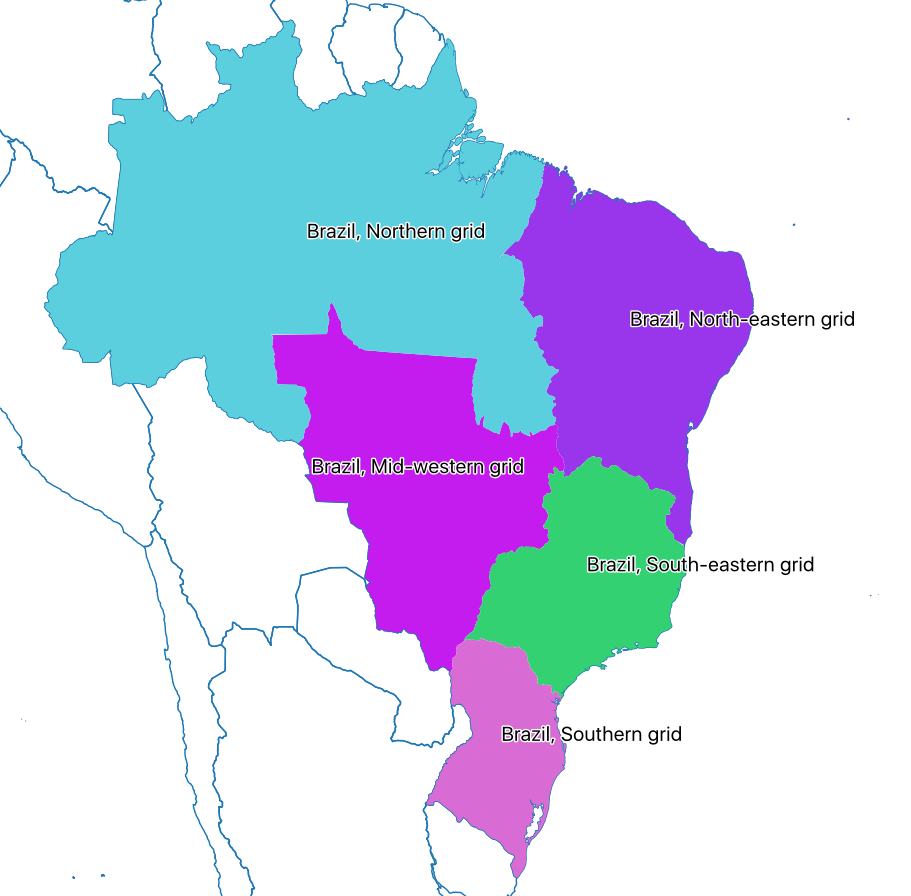 Brazil, Northern grid
Brazil, North-eastern grid
Brazil, Mid-western grid
Brazil, South-eastern grid
Brazil, Southern grid